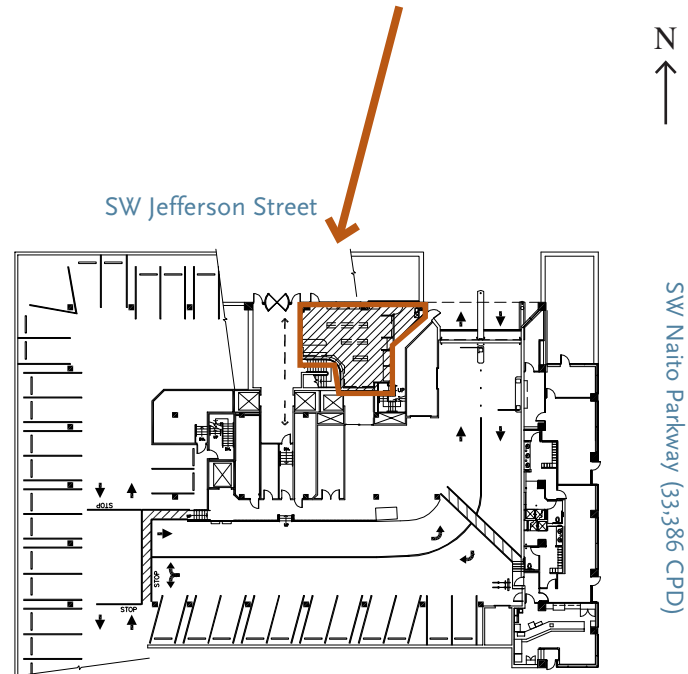 N
SW Jefferson Street
SW Naito Parkway (33,386 CPD)
UP
STOP
STOP
STOP